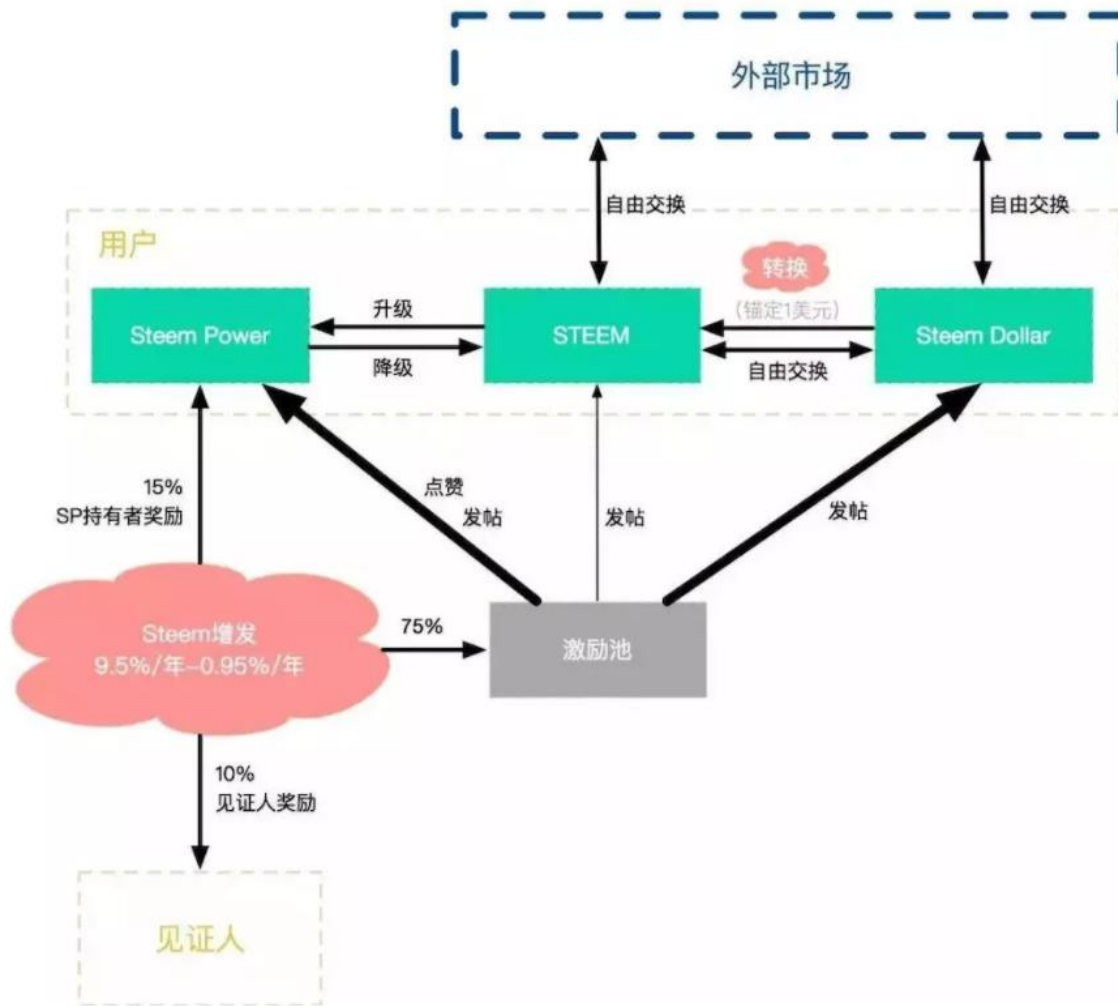 外部市场
自由交换
自由交换
用户
转换
(锚定1美元)
Steem Power
升级
降级
STEEM
自由交换
Steem Dollar
15%
SP持有者奖励
点赞
发帖
发帖
发帖
Steem增发
9.5%/年-0.95%/年
75%
激励池
10%
见证人奖励
见证人